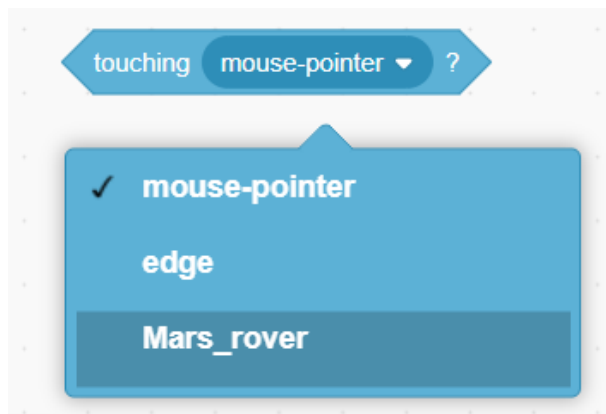 touching mouse-pointer ?
mouse-pointer
edge
Mars_rover